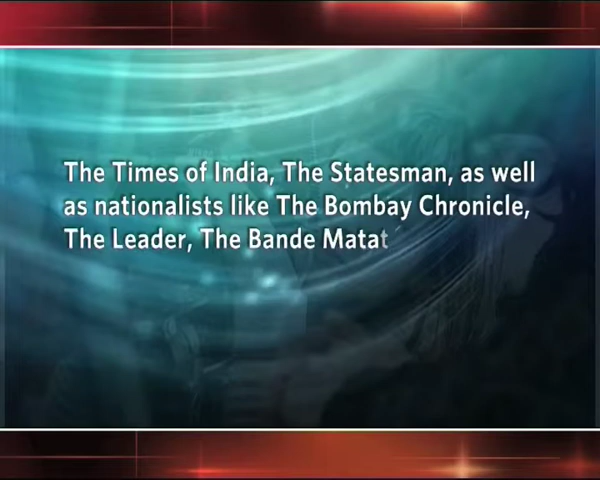 The Times of India, The Statesman, as well
as nationalists like The Bombay Chronicle,
The Leader, The Bande Matat